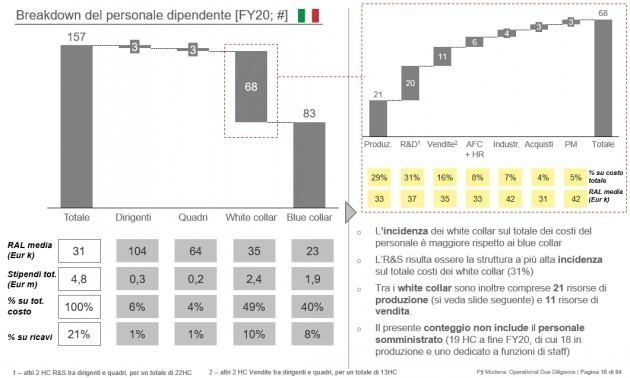 Breakdown del personale dipendente [FY20; #]
157
3
3
68
83
Totale
Dirigenti
Quadri
White collar
Blue collar
RAL media (Eur k) 31 104 64 35 23
Stipendi tot. (Eur m) 4,8 0,3 0,2 2,4 1,9
% su tot. costo 100% 6% 4% 49% 40%
% su ricavi 21% 1% 1% 10% 8%
21
20
11
6
4
3
3
68
Produz.
R&D¹
Vendite²
AFC + HR
Industr.
Acquisti
PM
Totale
29% 31% 16% 8% 7% 4% 5% % su costo totale
33 37 35 33 42 31 42 RAL media (Eur k)
L'incidenza dei white collar sul totale dei costi del
personale è maggiore rispetto ai blue collar
L'R&S risulta essere la struttura a più alta incidenza
sul totale costi dei white collar (31%)
Tra i white collar sono inoltre comprese 21 risorse di
produzione (si veda slide seguente) e 11 risorse di
vendita.
Il presente conteggio non include il personale
somministrato (19 HC a fine FY20, di cui 18 in
produzione e uno dedicato a funzioni di staff)
1 – altri 2 HC R&S tra dirigenti e quadri, per un totale di 22HC
2 – altri 2 HC Vendite tra dirigenti e quadri, per un totale di 13HC
Pjt Modena: Operational Due Diligence | Pagina 18 di 84